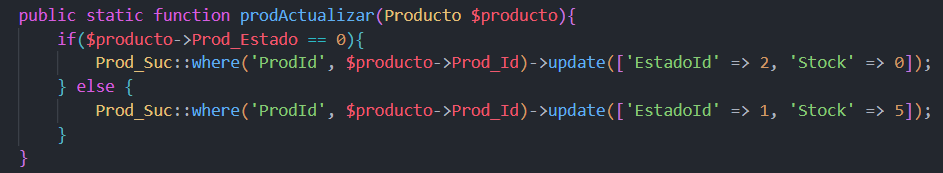 public static function prodActualizar(Producto $producto){
    if($producto->Prod_Estado == 0){
        Prod_Suc::where('ProdId', $producto->Prod_Id)->update(['EstadoId' => 2, 'Stock' => 0]);
    } else {
        Prod_Suc::where('ProdId', $producto->Prod_Id)->update(['EstadoId' => 1, 'Stock' => 5]);
    }
}